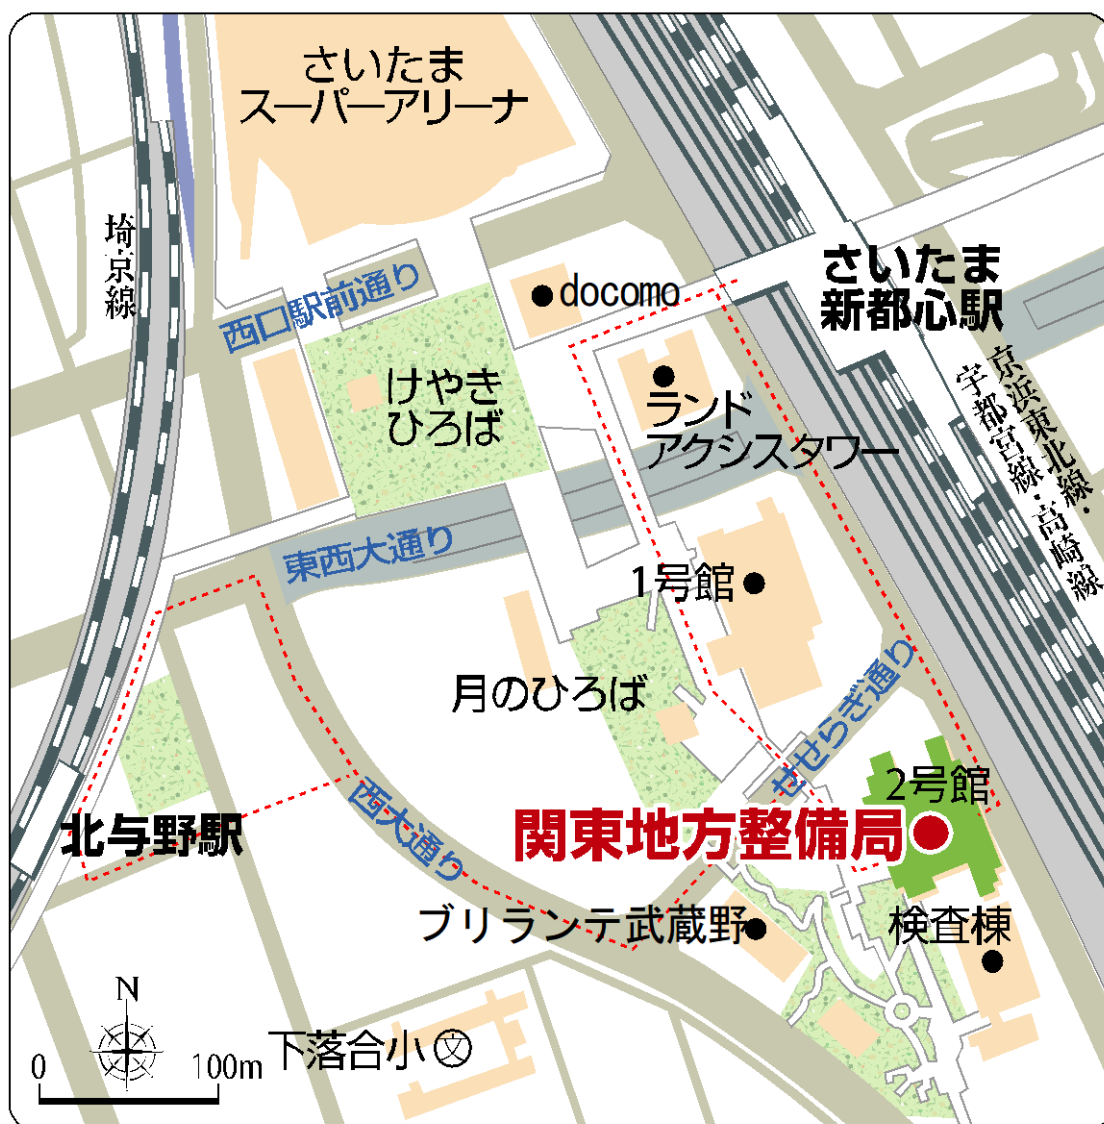 さいたま
スーパーアリーナ
埼京線
西口駅前通り
docomo
さいたま
新都心駅
けやき
ひろば
ランド
アクシスタワー
京浜東北線・
宇都宮線・高崎線
東西大通り
1号館
月のひろば
せせらぎ通り
2号館
北与野駅
西大通り
関東地方整備局
ブリランテ武蔵野
検査棟
N
0 100m
下落合小
文